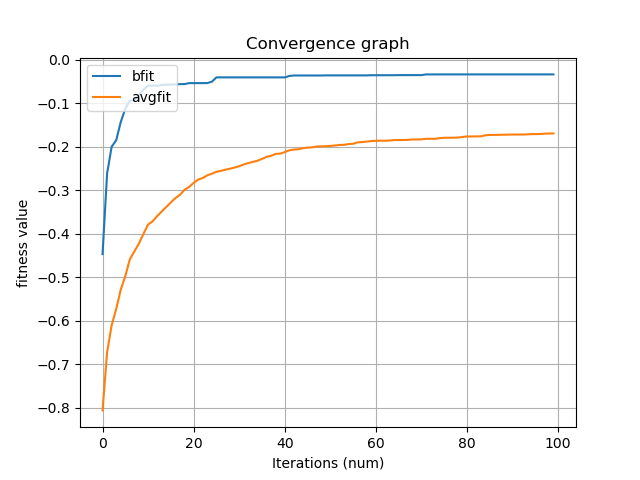 Convergence graph
bfit
avgfit
fitness value
0.0
−0.1
−0.2
−0.3
−0.4
−0.5
−0.6
−0.7
−0.8
0 20 40 60 80 100
Iterations (num)